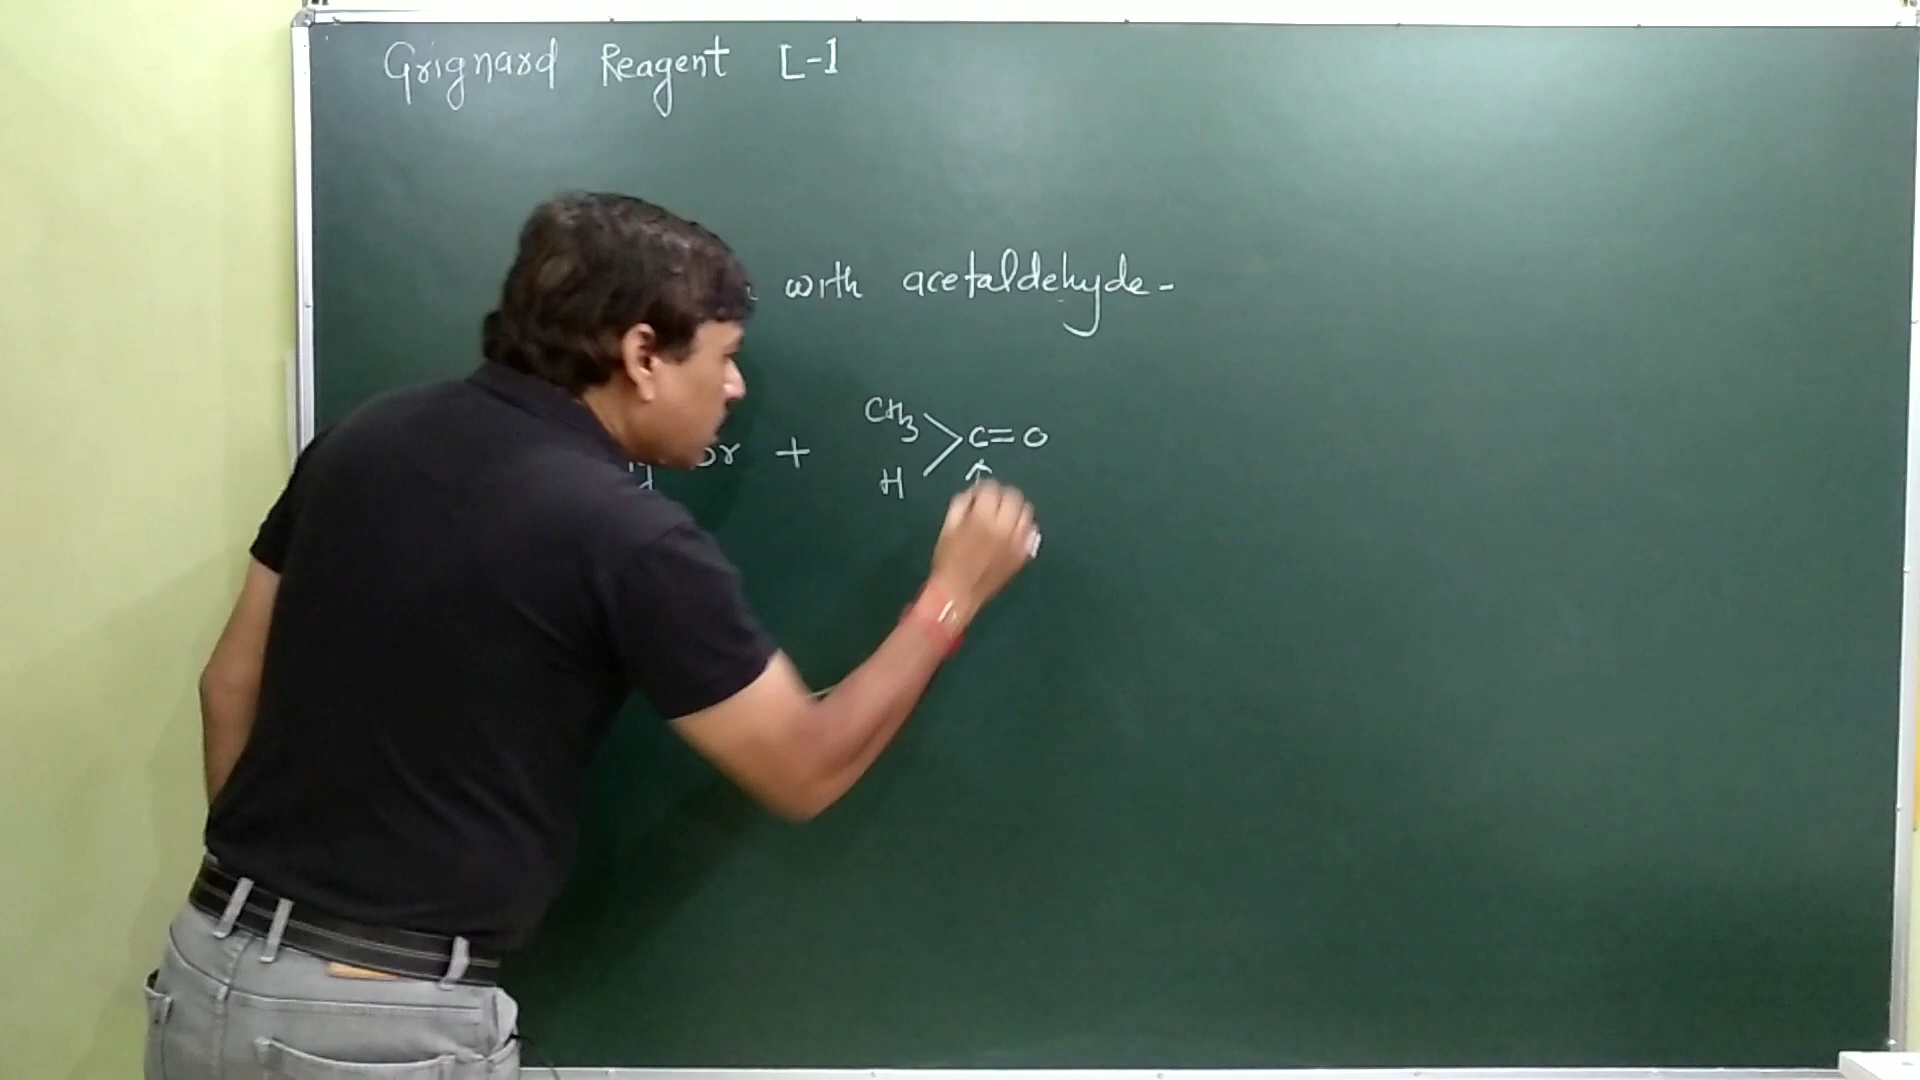 Grignard Reagent L-1
with acetaldehyde-
+ CH3 C=O
H